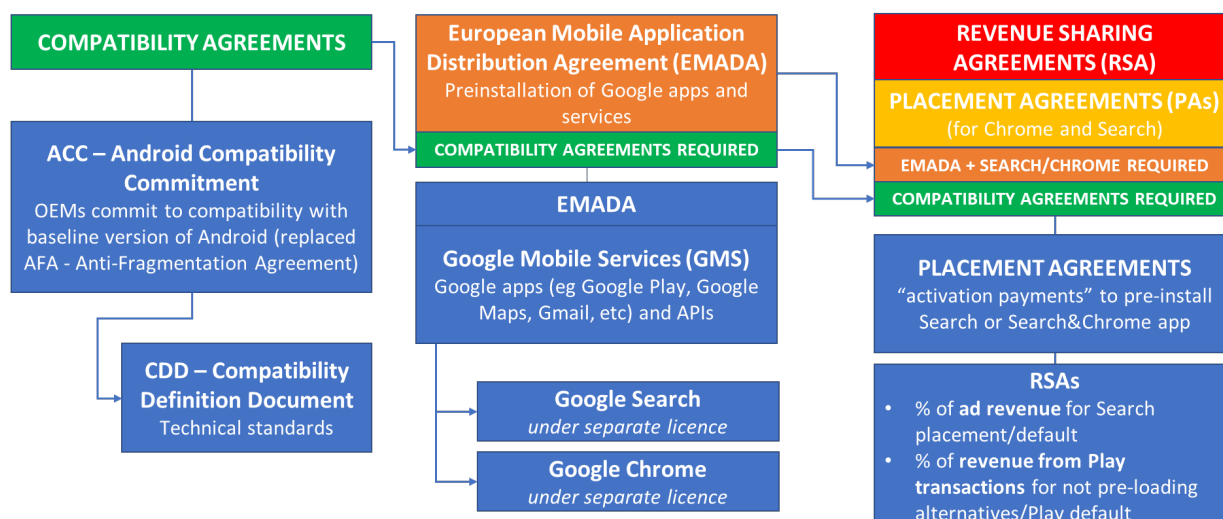 COMPATIBILITY AGREEMENTS
ACC – Android Compatibility
Commitment
OEMs commit to compatibility with
baseline version of Android (replaced
AFA - Anti-Fragmentation Agreement)
CDD – Compatibility
Definition Document
Technical standards
European Mobile Application
Distribution Agreement (EMADA)
Preinstallation of Google apps and
services
COMPATIBILITY AGREEMENTS REQUIRED
EMADA
Google Mobile Services (GMS)
Google apps (eg Google Play, Google
Maps, Gmail, etc) and APIs
Google Search
under separate licence
Google Chrome
under separate licence
REVENUE SHARING
AGREEMENTS (RSA)
PLACEMENT AGREEMENTS (PAs)
(for Chrome and Search)
EMADA + SEARCH/CHROME REQUIRED
COMPATIBILITY AGREEMENTS REQUIRED
PLACEMENT AGREEMENTS
“activation payments” to pre-install
Search or Search&Chrome app
RSAs
• % of ad revenue for Search
placement/default
• % of revenue from Play
transactions for not pre-loading
alternatives/Play default